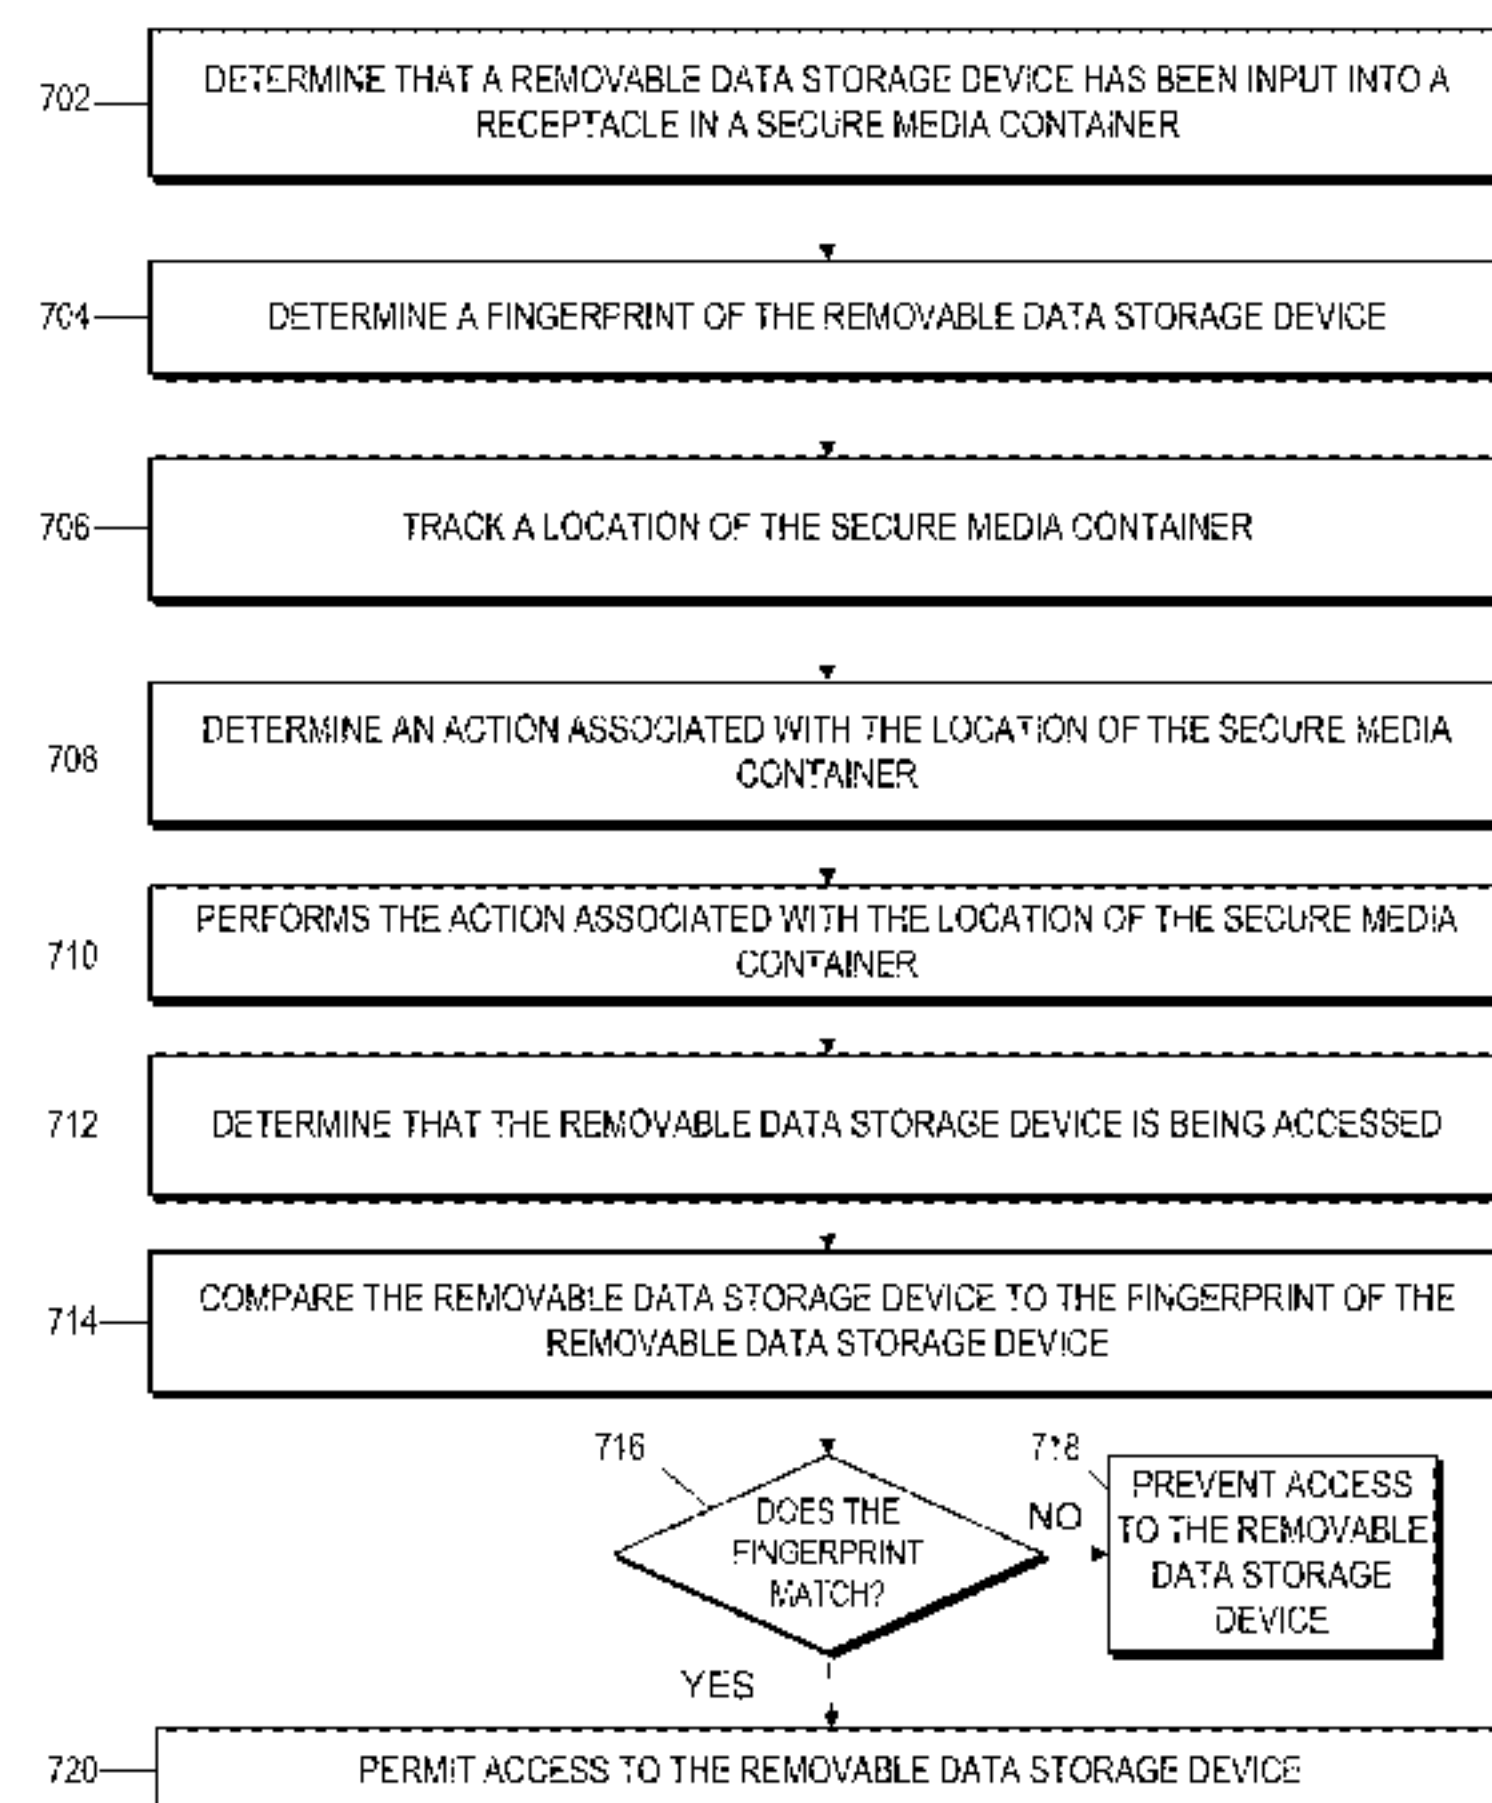 702
DETERMINE THAT A REMOVABLE DATA STORAGE DEVICE HAS BEEN INPUT INTO A
RECEPTACLE IN A SECURE MEDIA CONTAINER
704
DETERMINE A FINGERPRINT OF THE REMOVABLE DATA STORAGE DEVICE
706
TRACK A LOCATION OF THE SECURE MEDIA CONTAINER
708
DETERMINE AN ACTION ASSOCIATED WITH THE LOCATION OF THE SECURE MEDIA
CONTAINER
710
PERFORMS THE ACTION ASSOCIATED WITH THE LOCATION OF THE SECURE MEDIA
CONTAINER
712
DETERMINE THAT THE REMOVABLE DATA STORAGE DEVICE IS BEING ACCESSED
714
COMPARE THE REMOVABLE DATA STORAGE DEVICE TO THE FINGERPRINT OF THE
REMOVABLE DATA STORAGE DEVICE
716
DOES THE
FINGERPRINT
MATCH?
NO
718
PREVENT ACCESS
TO THE REMOVABLE
DATA STORAGE
DEVICE
YES
720
PERMIT ACCESS TO THE REMOVABLE DATA STORAGE DEVICE